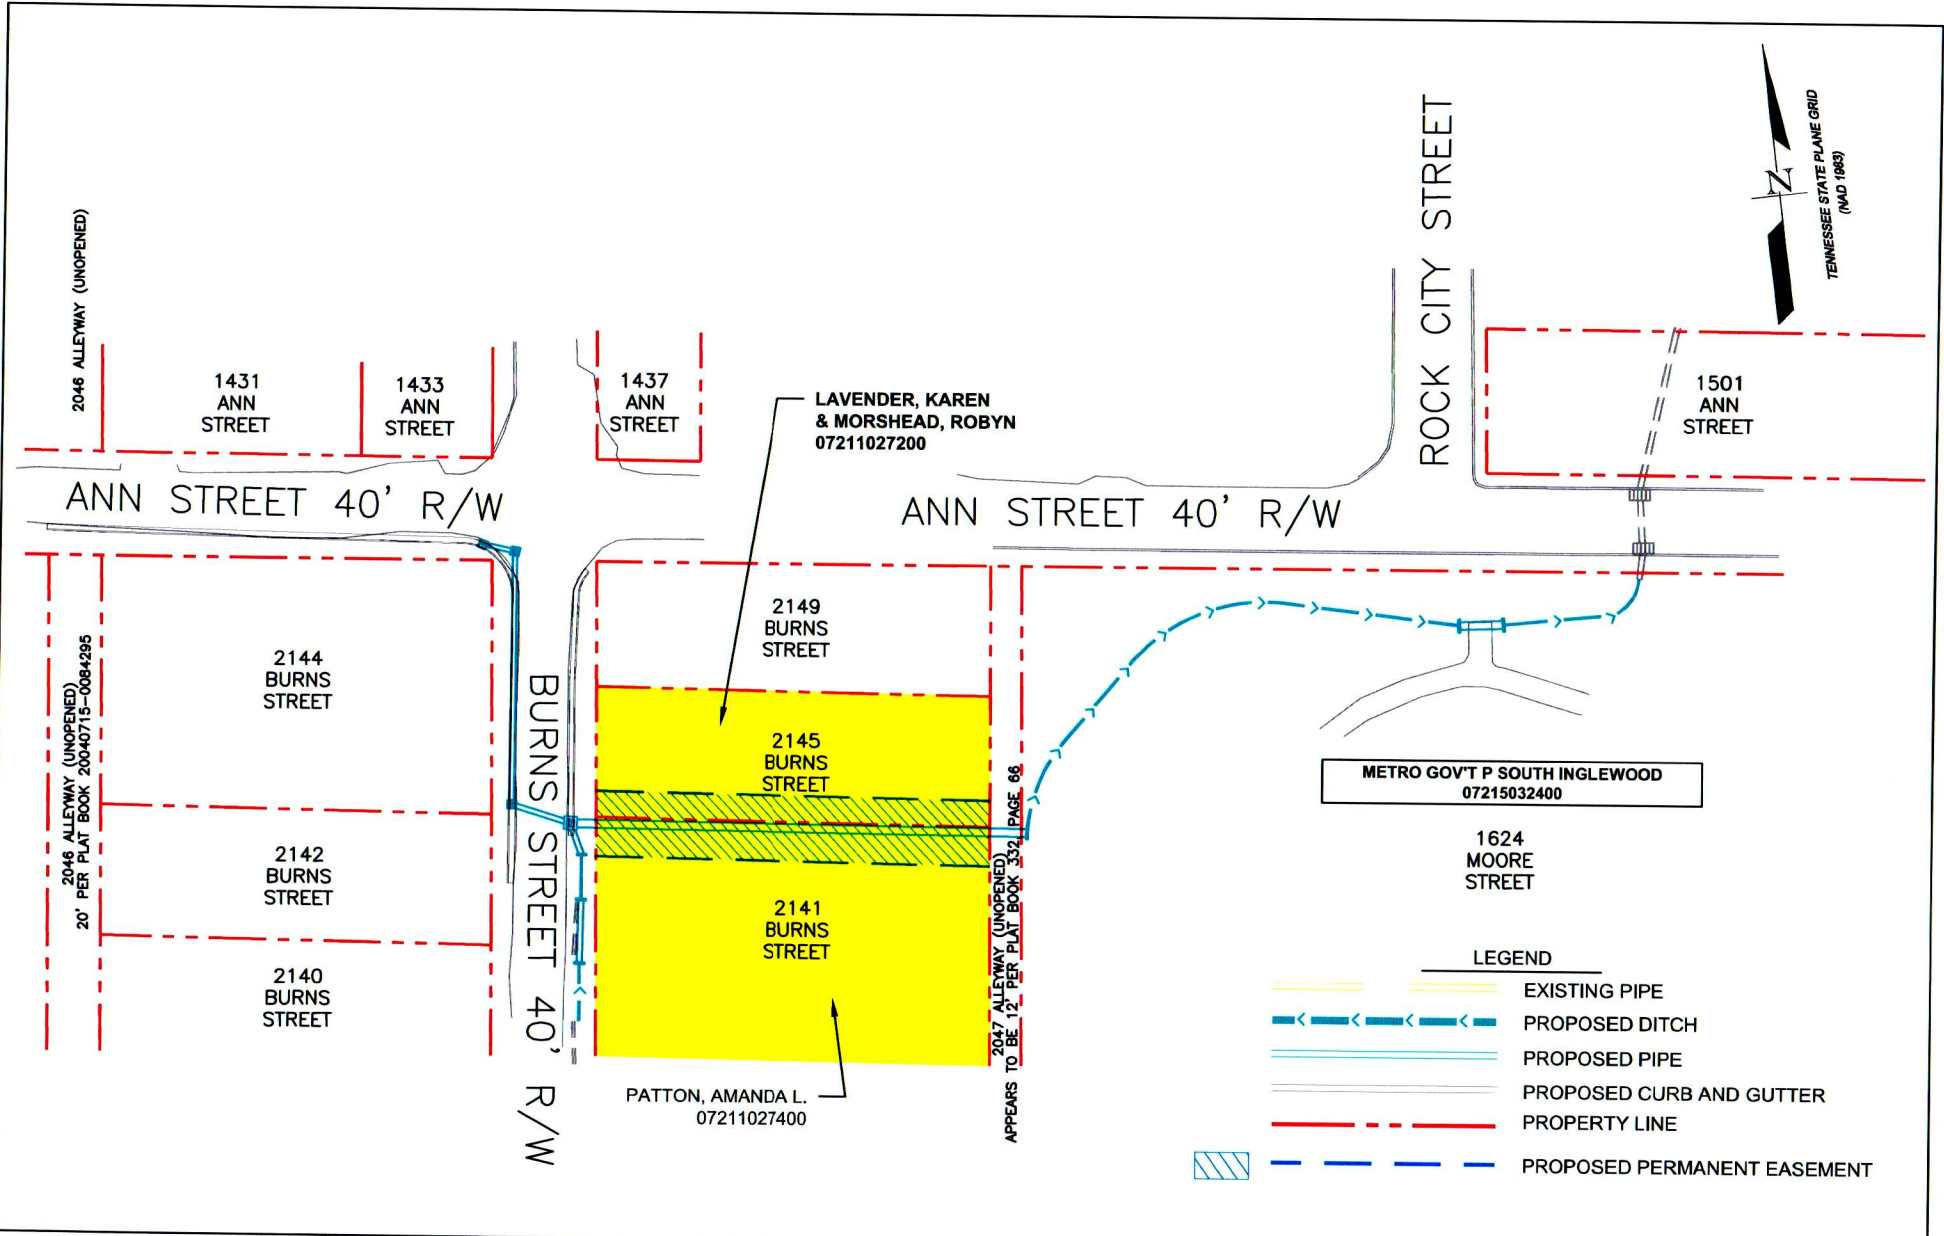 TENNESSEE STATE PLANE GRID
(NAD 1983)
N
ROCK CITY STREET
2046 ALLEYWAY (UNOPENED)
1431
ANN
STREET
1433
ANN
STREET
1437
ANN
STREET
LAVENDER, KAREN
& MORSHEAD, ROBYN
07211027200
1501
ANN
STREET
ANN STREET 40' R/W
ANN STREET 40' R/W
2144
BURNS
STREET
2149
BURNS
STREET
2145
BURNS
STREET
2046 ALLEYWAY (UNOPENED)
20' PER PLAT BOOK 20040715-0084295
BURNS STREET 40' R/W
METRO GOV'T P SOUTH INGLEWOOD
07215032400
1624
MOORE
STREET
2142
BURNS
STREET
2141
BURNS
STREET
2140
BURNS
STREET
2047 ALLEYWAY (UNOPENED)
APPEARS TO BE 12' PER PLAT BOOK 332, PAGE 66
PATTON, AMANDA L.
07211027400
LEGEND
EXISTING PIPE
PROPOSED DITCH
PROPOSED PIPE
PROPOSED CURB AND GUTTER
PROPERTY LINE
PROPOSED PERMANENT EASEMENT